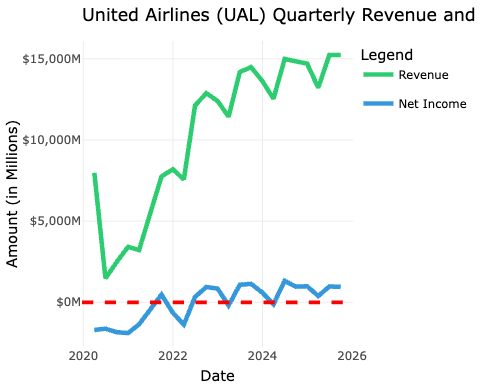 United Airlines (UAL) Quarterly Revenue and
Legend
Revenue
Net Income
Amount (in Millions)
$15,000M
$10,000M
$5,000M
$0M
2020
2022
2024
2026
Date